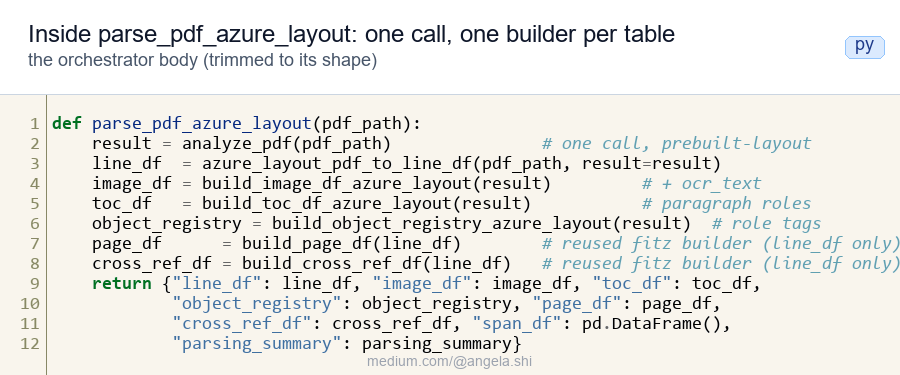 Inside parse_pdf_azure_layout: one call, one builder per table
the orchestrator body (trimmed to its shape)
py
1 def parse_pdf_azure_layout(pdf_path):
2     result = analyze_pdf(pdf_path)               # one call, prebuilt-layout
3     line_df  = azure_layout_pdf_to_line_df(pdf_path, result=result)
4     image_df = build_image_df_azure_layout(result)         # + ocr_text
5     toc_df   = build_toc_df_azure_layout(result)           # paragraph roles
6     object_registry = build_object_registry_azure_layout(result)  # role tags
7     page_df      = build_page_df(line_df)        # reused fitz builder (line_df only)
8     cross_ref_df = build_cross_ref_df(line_df)   # reused fitz builder (line_df only)
9     return {"line_df": line_df, "image_df": image_df, "toc_df": toc_df,
10             "object_registry": object_registry, "page_df": page_df,
11             "cross_ref_df": cross_ref_df, "span_df": pd.DataFrame(),
12             "parsing_summary": parsing_summary}
medium.com/@angela.shi